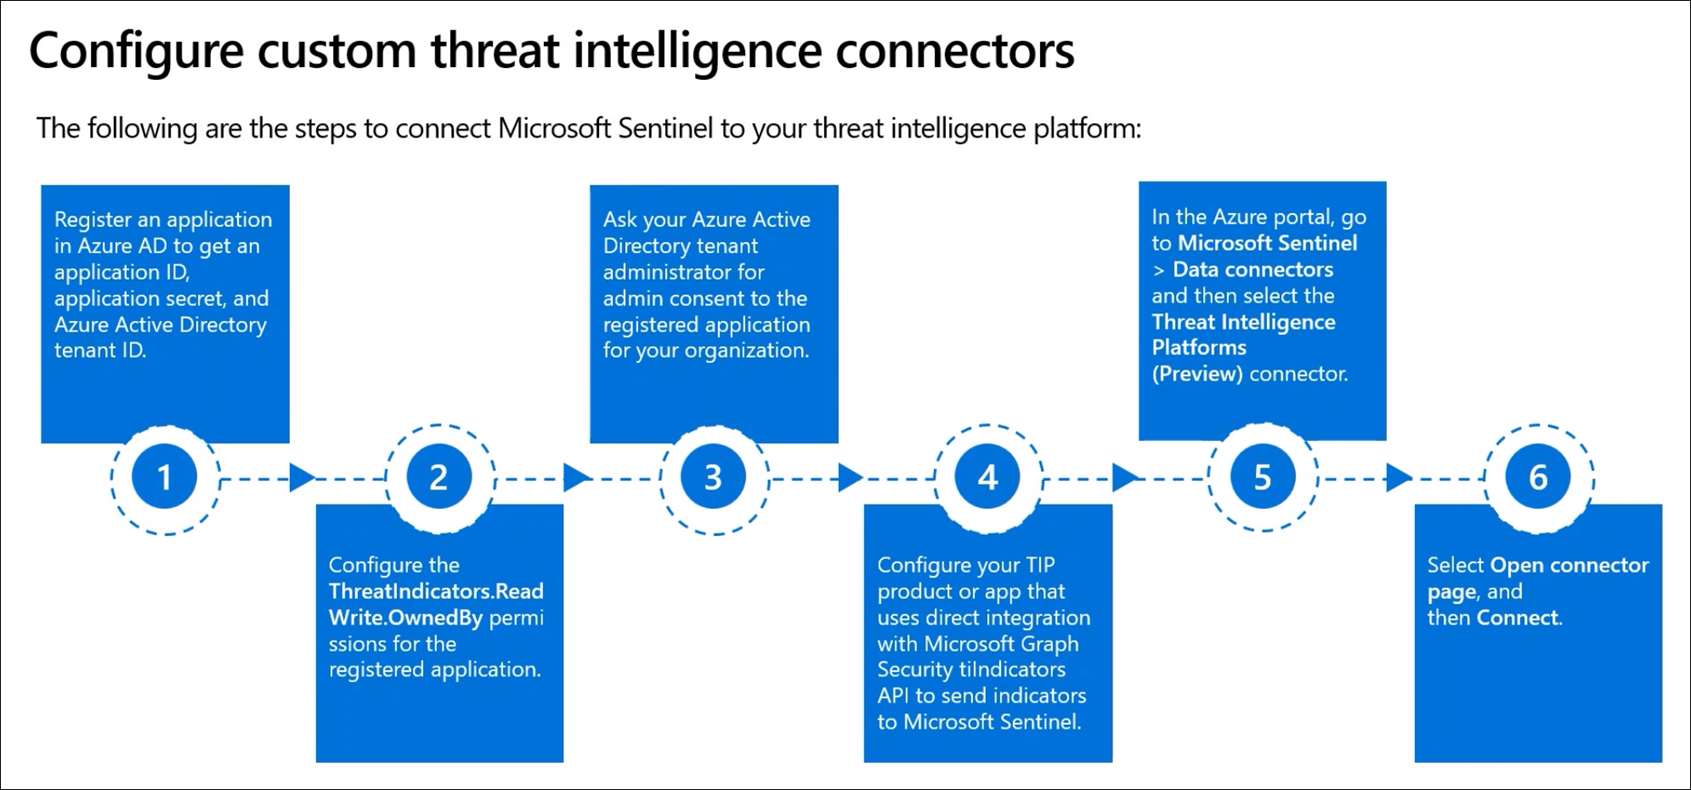 Configure custom threat intelligence connectors
The following are the steps to connect Microsoft Sentinel to your threat intelligence platform:
Register an application
in Azure AD to get an
application ID,
application secret, and
Azure Active Directory
tenant ID.
1
Configure the
ThreatIndicators.Read
Write.OwnedBy permi
ssions for the
registered application.
2
Ask your Azure Active
Directory tenant
administrator for
admin consent to the
registered application
for your organization.
3
Configure your TIP
product or app that
uses direct integration
with Microsoft Graph
Security tiIndicators
API to send indicators
to Microsoft Sentinel.
4
In the Azure portal, go
to Microsoft Sentinel
> Data connectors
and then select the
Threat Intelligence
Platforms
(Preview) connector.
5
Select Open connector
page, and
then Connect.
6